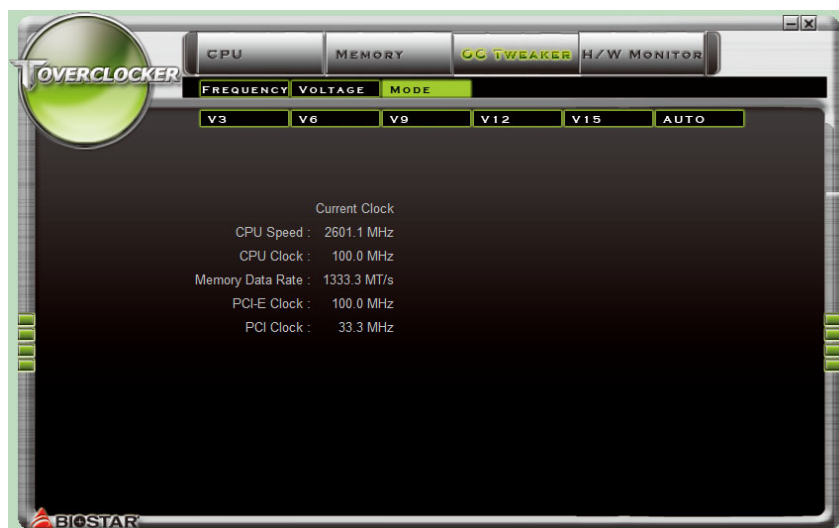 CPU MEMORY OC TWEAKER H/W MONITOR
TOVERCLOCKER
FREQUENCY VOLTAGE MODE
V3 V6 V9 V12 V15 AUTO
Current Clock
CPU Speed : 2601.1 MHz
CPU Clock : 100.0 MHz
Memory Data Rate : 1333.3 MT/s
PCI-E Clock : 100.0 MHz
PCI Clock : 33.3 MHz
BIOSTAR